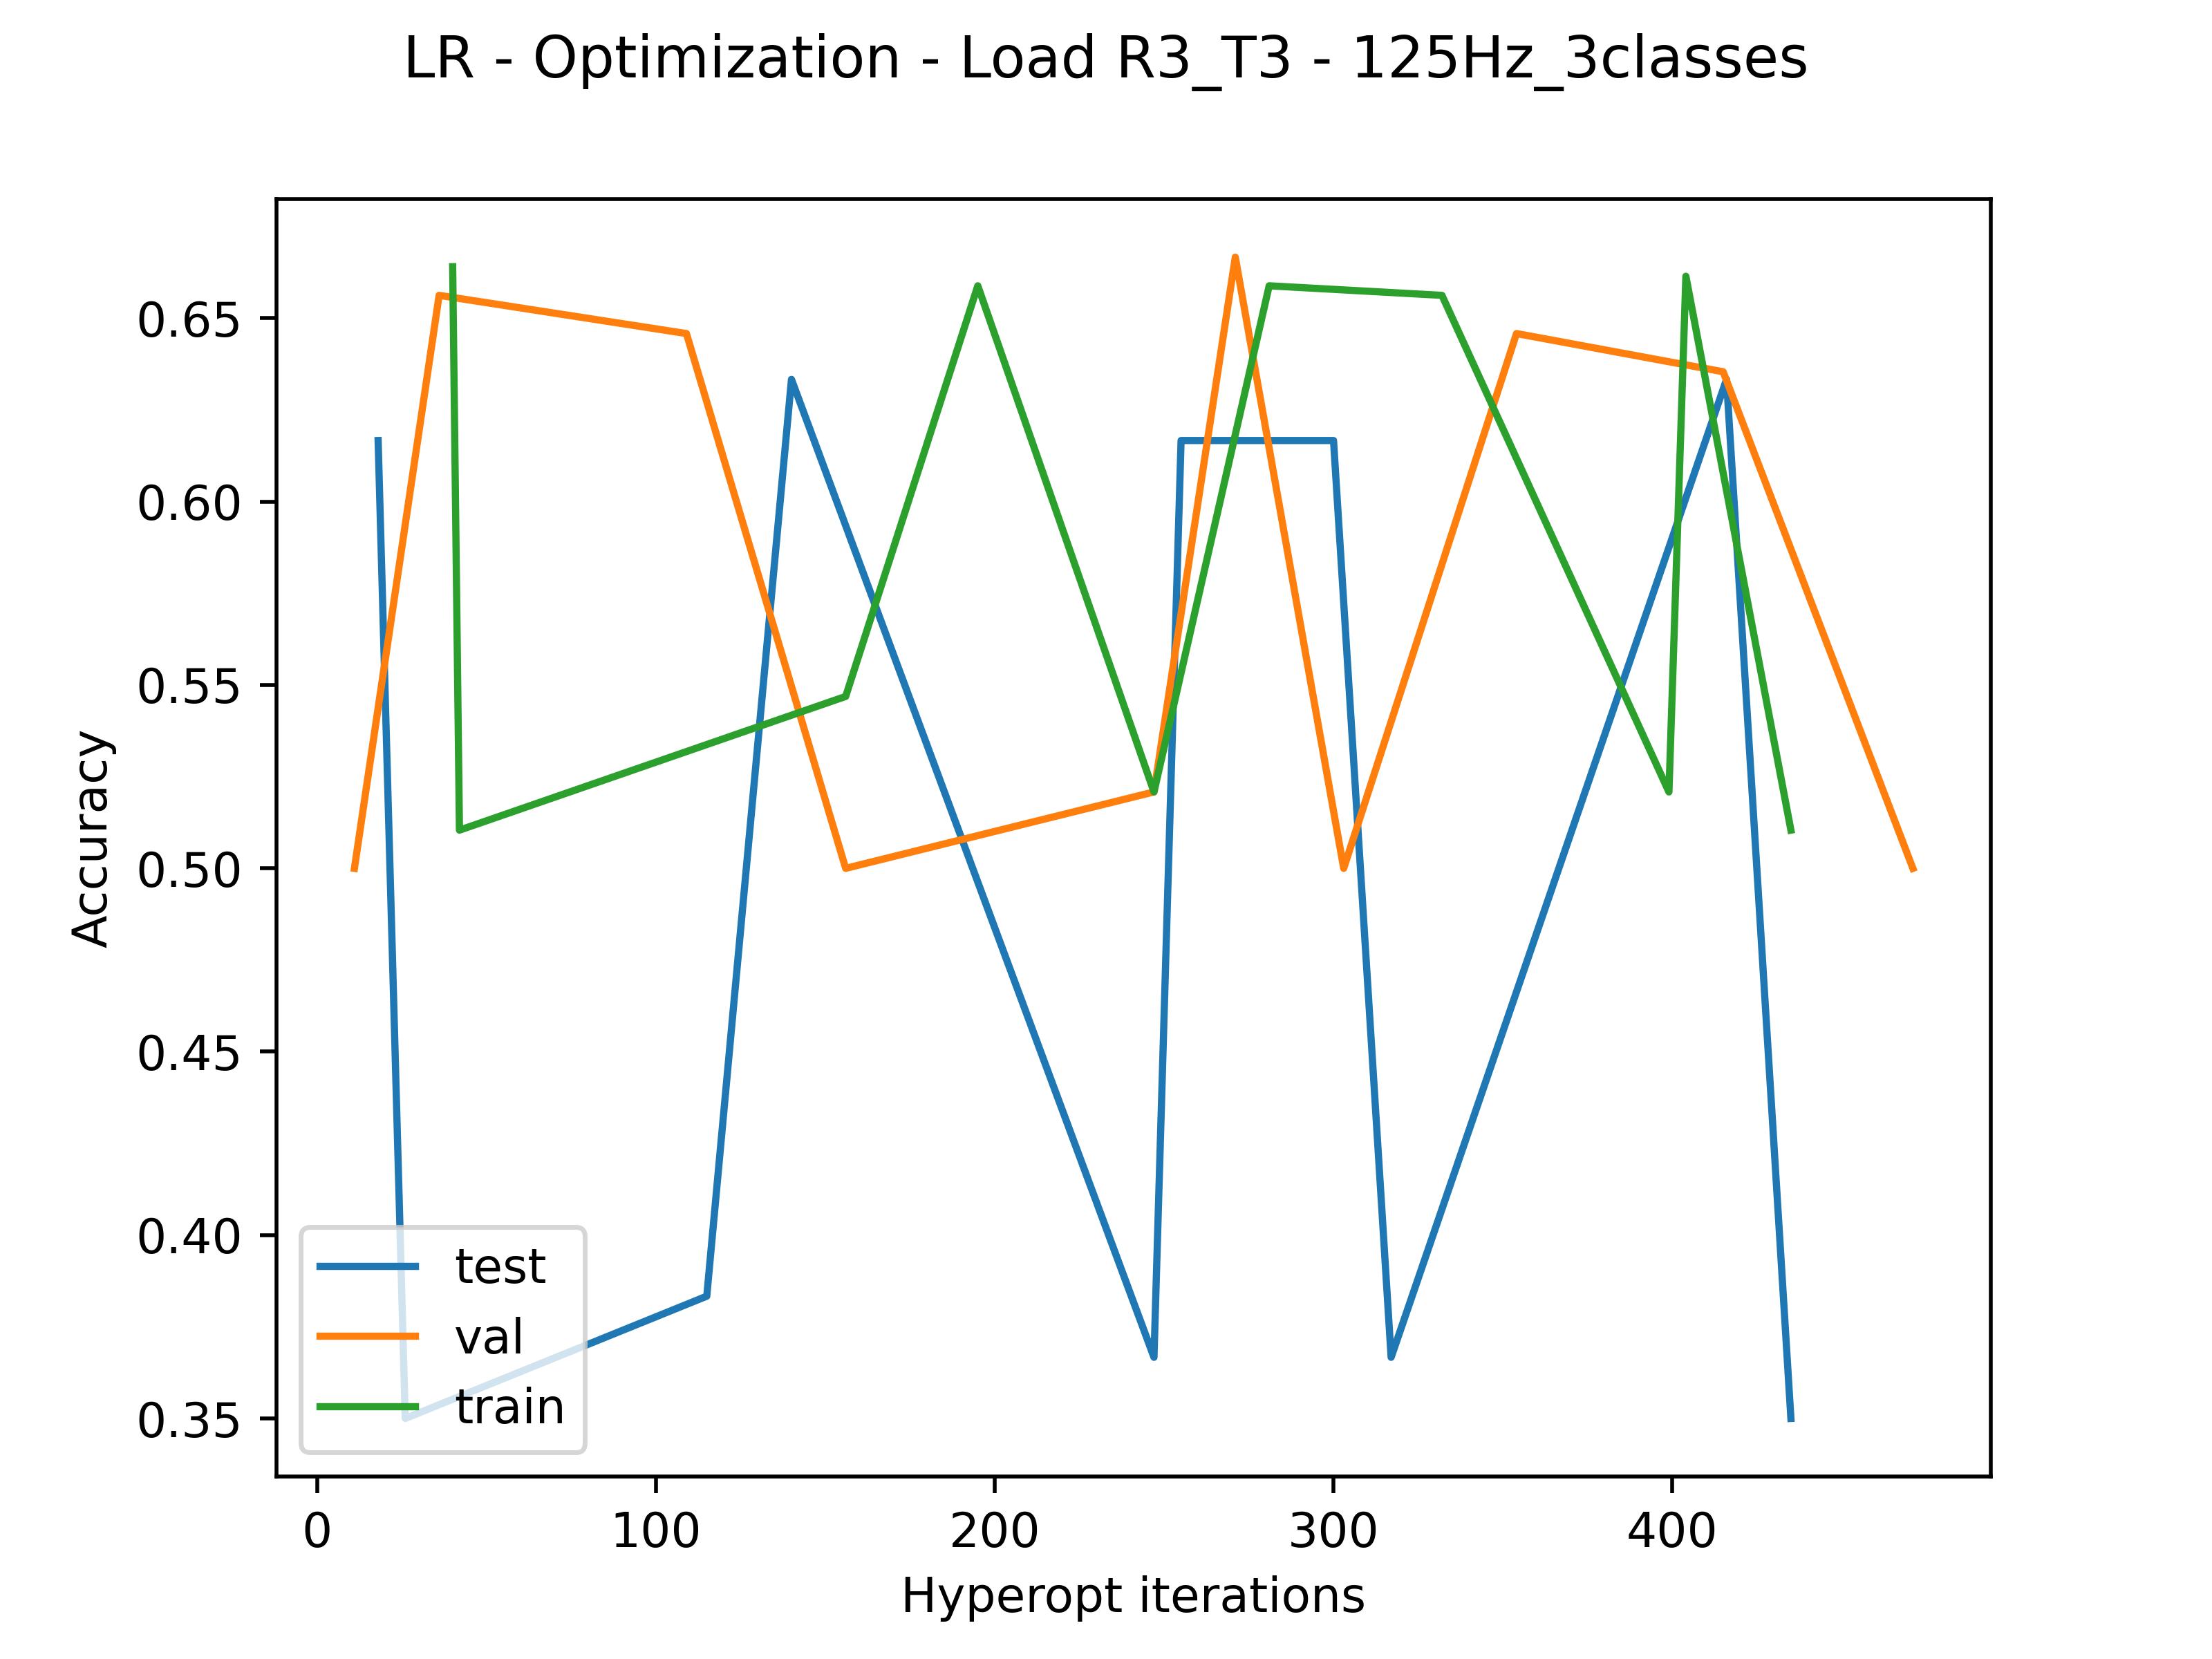 LR - Optimization - Load R3_T3 - 125Hz_3classes
0.65
0.60
0.55
0.50
0.45
0.40
0.35
Accuracy
test
val
train
0 100 200 300 400
Hyperopt iterations